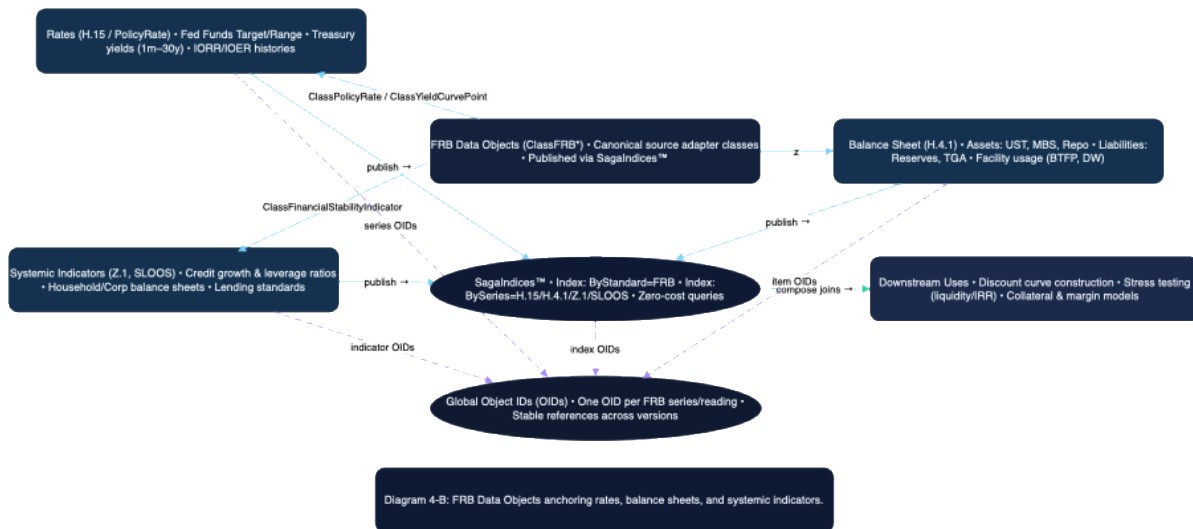 Rates (H.15 / PolicyRate) • Fed Funds Target/Range • Treasury
yields (1m–30y) • IORR/IOER histories
ClassPolicyRate / ClassYieldCurvePoint
FRB Data Objects (ClassFRB*) • Canonical source adapter classes
• Published via SagaIndices™
z
Balance Sheet (H.4.1) • Assets: UST, MBS, Repo • Liabilities:
Reserves, TGA • Facility usage (BTFP, DW)
publish →
ClassFinancialStabilityIndicator
series OIDs
publish →
Systemic Indicators (Z.1, SLOOS) • Credit growth & leverage ratios
• Household/Corp balance sheets • Lending standards
publish →
SagaIndices™ • Index: ByStandard=FRB • Index:
BySeries=H.15/H.4.1/Z.1/SLOOS • Zero-cost queries
item OIDs
compose joins →
Downstream Uses • Discount curve construction • Stress testing
(liquidity/IRR) • Collateral & margin models
indicator OIDs
index OIDs
Global Object IDs (OIDs) • One OID per FRB series/reading •
Stable references across versions
Diagram 4-B: FRB Data Objects anchoring rates, balance sheets, and systemic indicators.